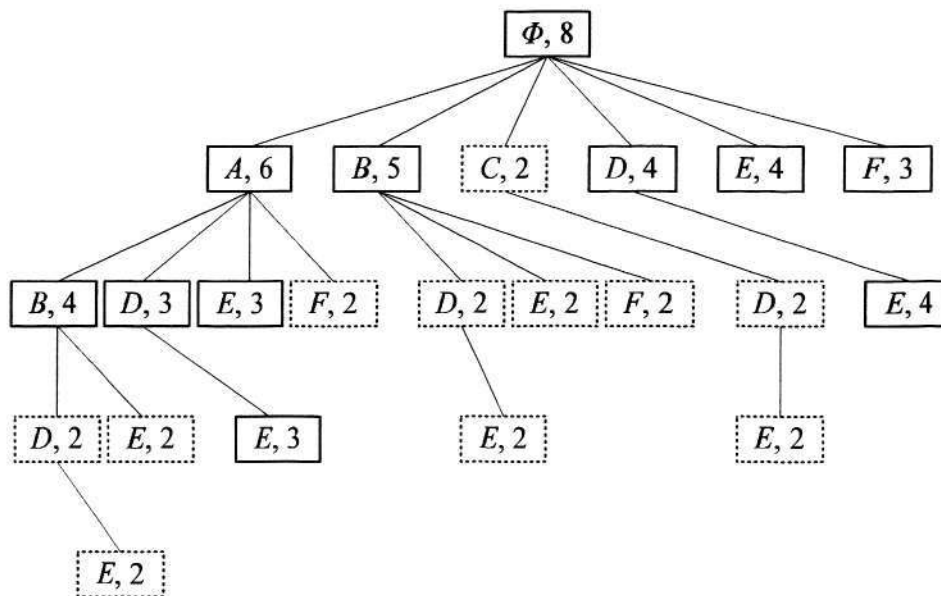 Φ, 8
A, 6 B, 5 C, 2 D, 4 E, 4 F, 3
B, 4 D, 3 E, 3 F, 2 D, 2 E, 2 F, 2 D, 2 E, 4
D, 2 E, 2 E, 3 E, 2 E, 2
E, 2